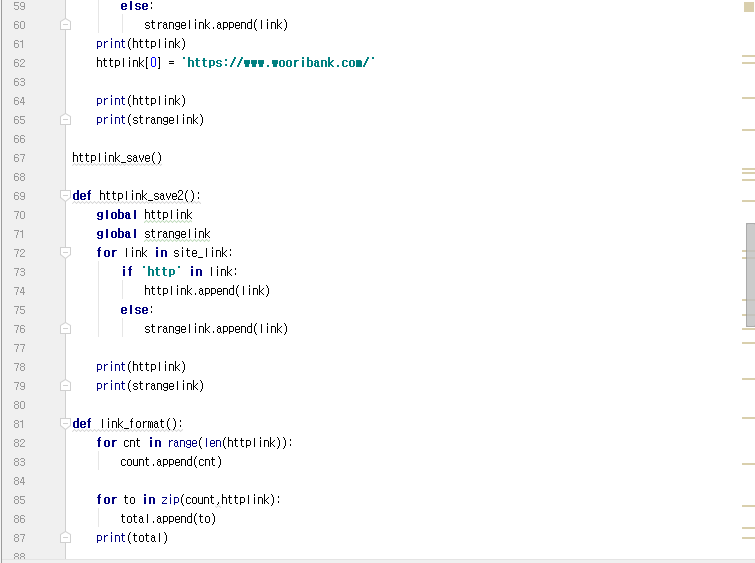 59 else:
60 strangelink.append(link)
61 print(httplink)
62 httplink[0] = 'https://www.wooribank.com/'
63
64 print(httplink)
65 print(strangelink)
66
67 httplink_save()
68
69 def httplink_save2():
70 global httplink
71 global strangelink
72 for link in site_link:
73 if 'http' in link:
74 httplink.append(link)
75 else:
76 strangelink.append(link)
77
78 print(httplink)
79 print(strangelink)
80
81 def link_format():
82 for cnt in range(len(httplink)):
83 count.append(cnt)
84
85 for to in zip(count,httplink):
86 total.append(to)
87 print(total)
88